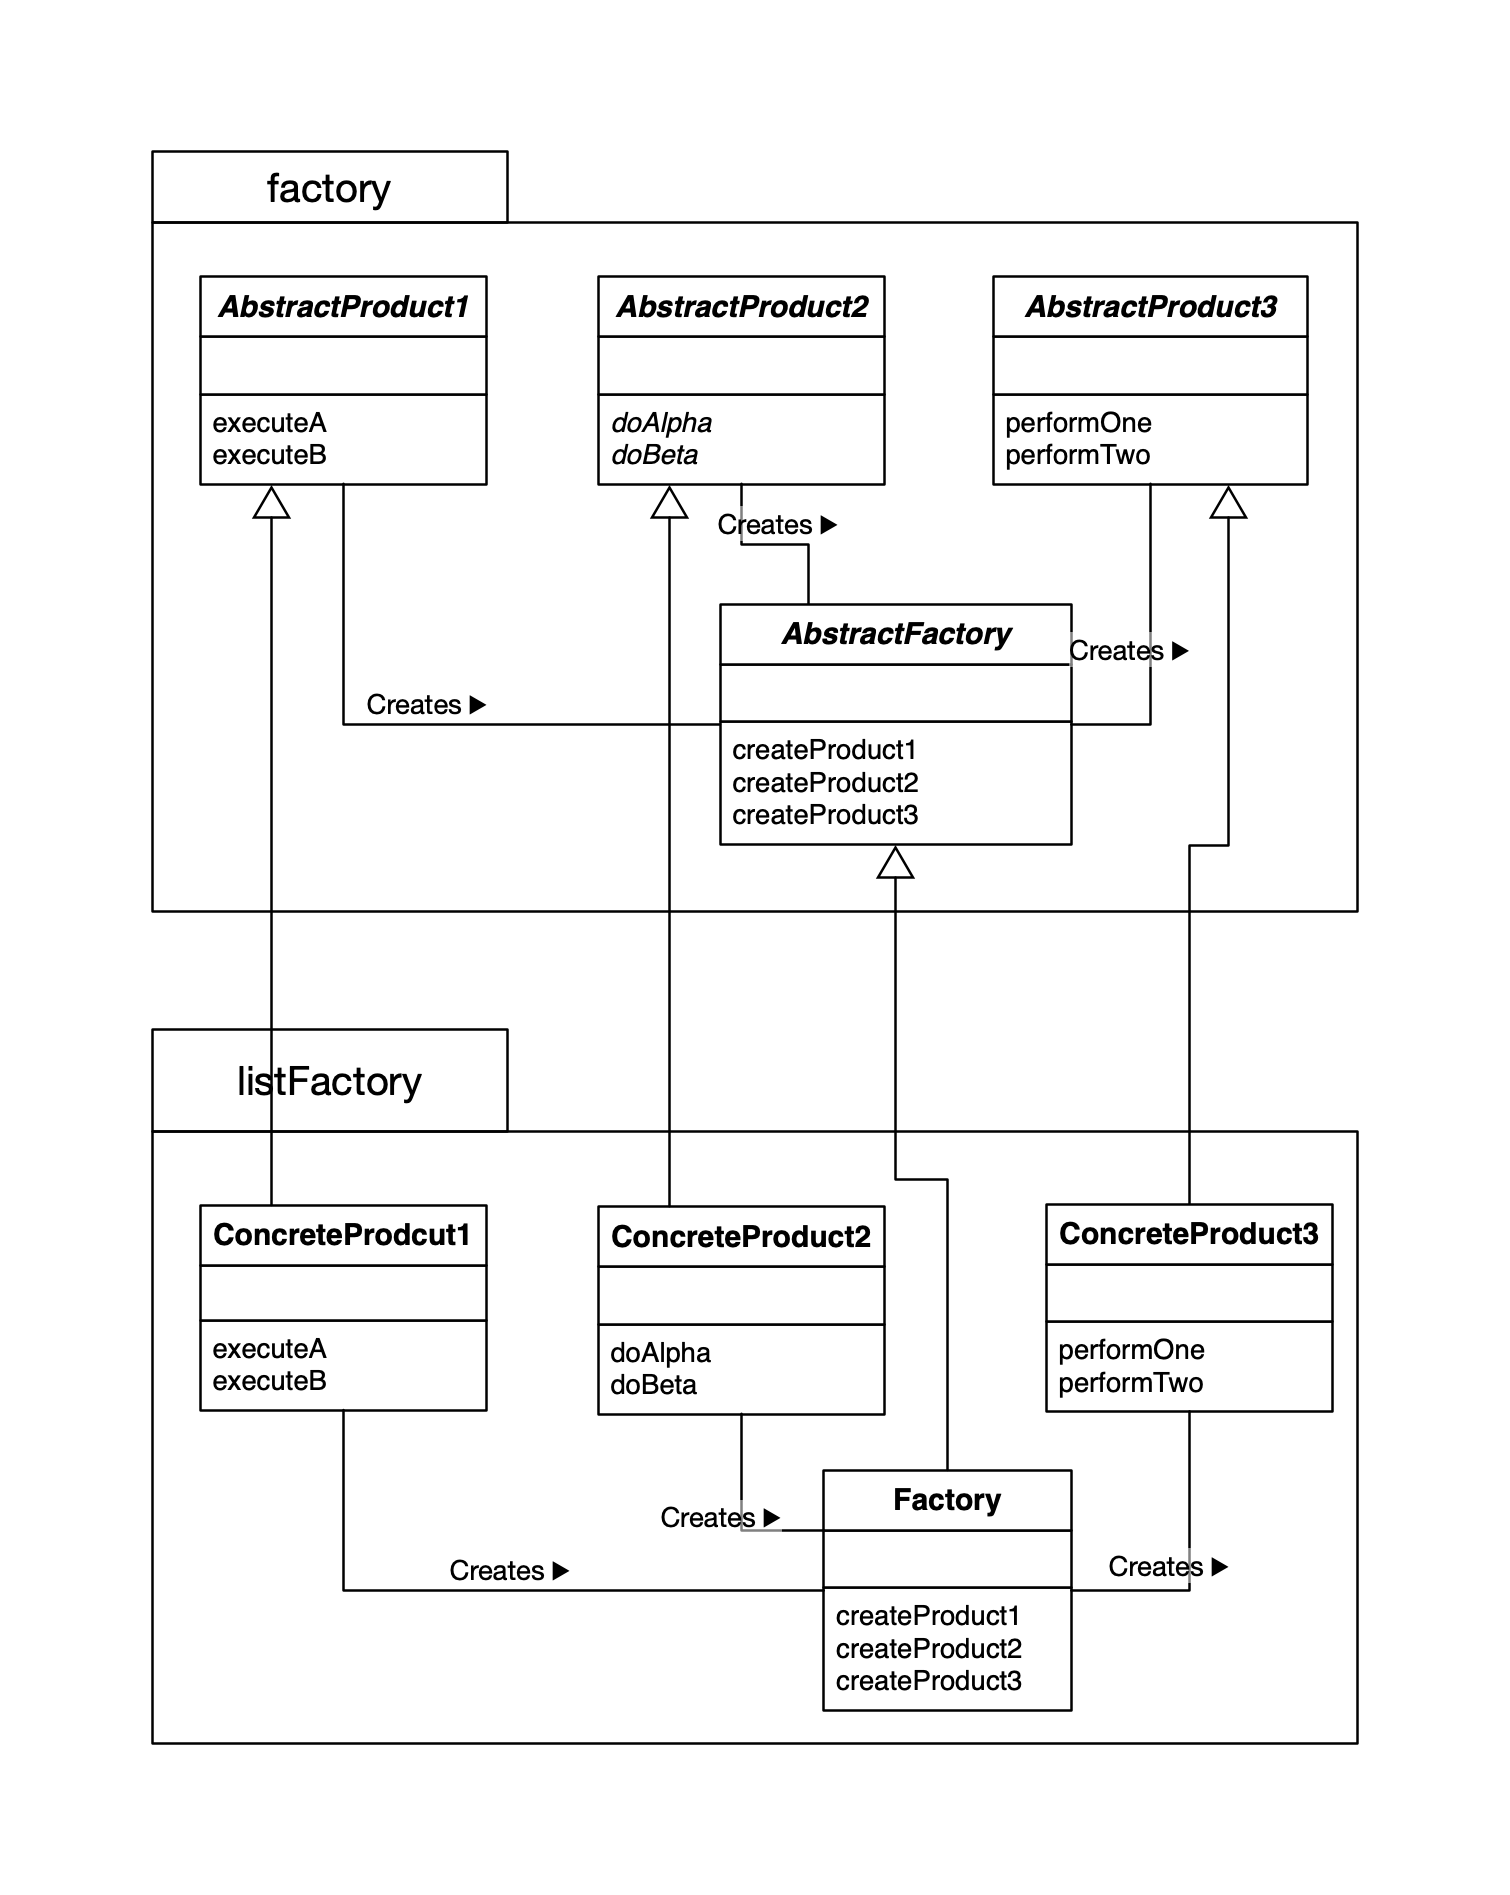 factory
AbstractProduct1
executeA
executeB
AbstractProduct2
doAlpha
doBeta
AbstractProduct3
performOne
performTwo
Creates ▶
AbstractFactory
createProduct1
createProduct2
createProduct3
Creates ▶
Creates ▶
listFactory
ConcreteProdcut1
executeA
executeB
ConcreteProduct2
doAlpha
doBeta
ConcreteProduct3
performOne
performTwo
Creates ▶
Creates ▶
Factory
createProduct1
createProduct2
createProduct3
Creates ▶